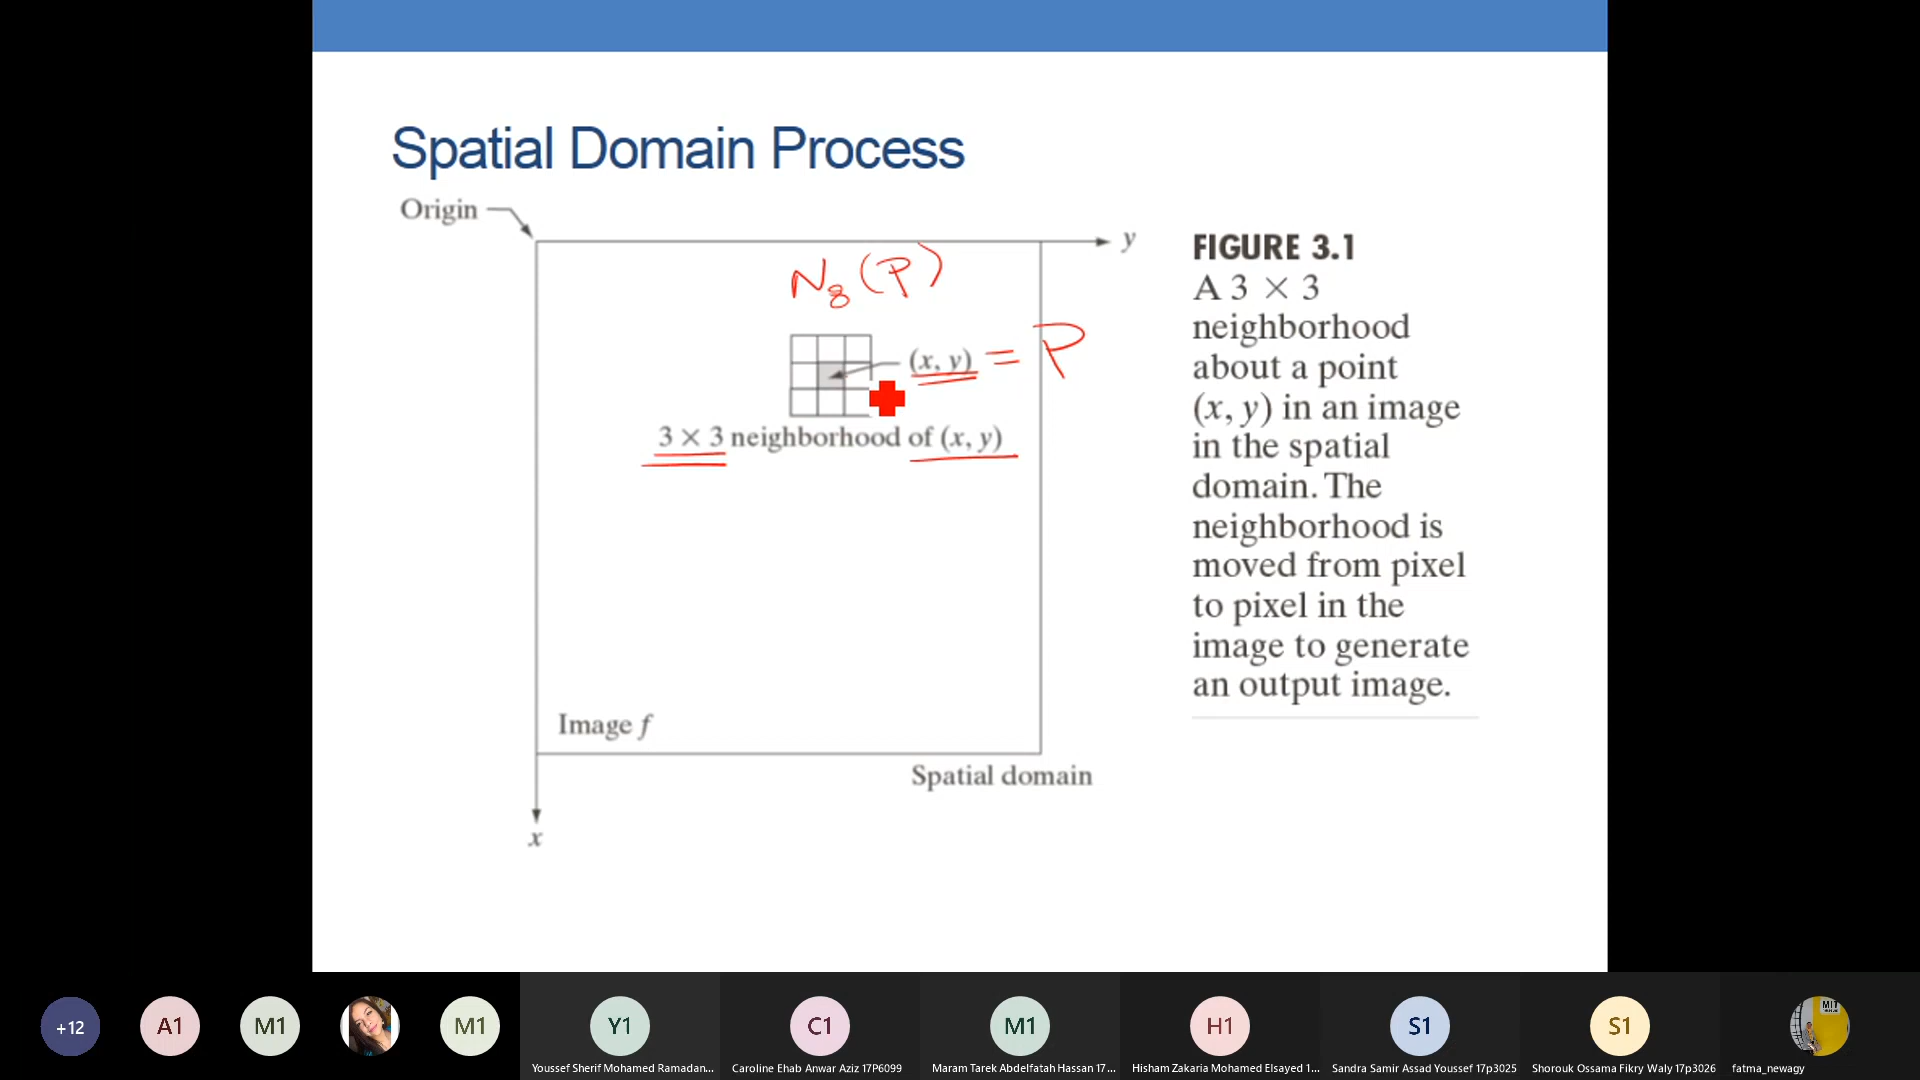 Spatial Domain Process
Origin
y
N8(P)
(x, y) = P
3 × 3 neighborhood of (x, y)
Image f
Spatial domain
x
FIGURE 3.1
A 3 × 3
neighborhood
about a point
(x, y) in an image
in the spatial
domain. The
neighborhood is
moved from pixel
to pixel in the
image to generate
an output image.
+12
A1
M1
M1
Y1
C1
M1
H1
S1
S1
MIT
Youssef Sherif Mohamed Ramadan...
Caroline Ehab Anwar Aziz 17P6099
Maram Tarek Abdelfatah Hassan 17...
Hisham Zakaria Mohamed Elsayed 1...
Sandra Samir Assad Youssef 17p3025
Shorouk Ossama Fikry Waly 17p3026
fatma_newagy